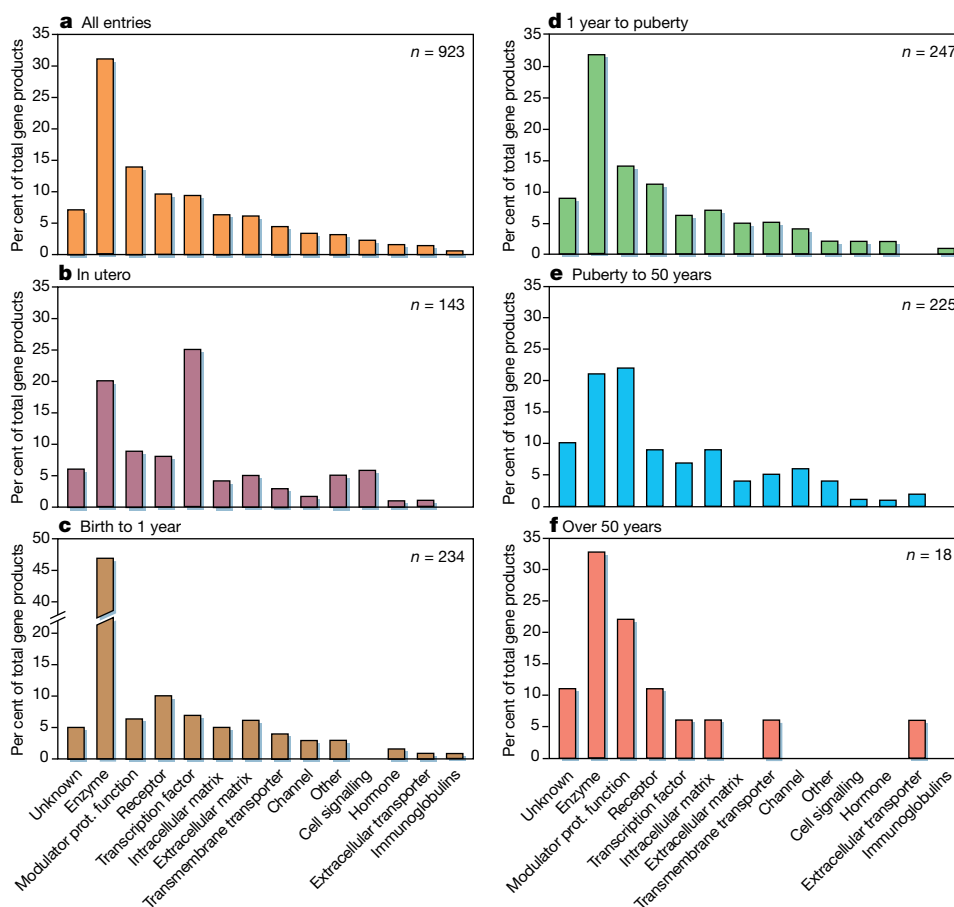 a All entries
n = 923
Per cent of total gene products
35
30
25
20
15
10
5
0
b In utero
n = 143
Per cent of total gene products
35
30
25
20
15
10
5
0
c Birth to 1 year
n = 234
Per cent of total gene products
50
45
40
20
15
10
5
0
Unknown
Enzyme
Modulator prot. function
Receptor
Transcription factor
Intracellular matrix
Extracellular matrix
Transmembrane transporter
Channel
Other
Cell signalling
Hormone
Extracellular transporter
Immunoglobulins
d 1 year to puberty
n = 247
Per cent of total gene products
35
30
25
20
15
10
5
0
e Puberty to 50 years
n = 225
Per cent of total gene products
35
30
25
20
15
10
5
0
f Over 50 years
n = 18
Per cent of total gene products
35
30
25
20
15
10
5
0
Unknown
Enzyme
Modulator prot. function
Receptor
Transcription factor
Intracellular matrix
Extracellular matrix
Transmembrane transporter
Channel
Other
Cell signalling
Hormone
Extracellular transporter
Immunoglobulins